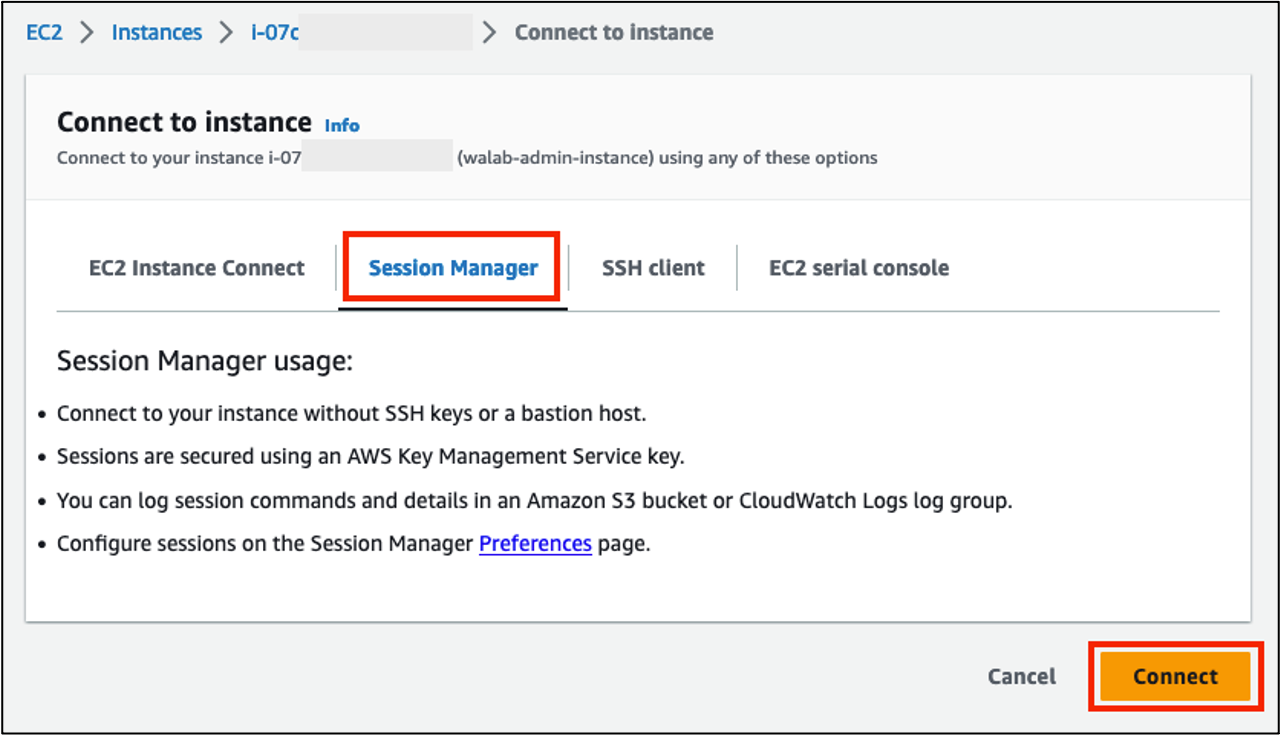 EC2 > Instances > i-07c > Connect to instance
Connect to instance Info
Connect to your instance i-07 (walab-admin-instance) using any of these options
EC2 Instance Connect Session Manager SSH client EC2 serial console
Session Manager usage:
• Connect to your instance without SSH keys or a bastion host.
• Sessions are secured using an AWS Key Management Service key.
• You can log session commands and details in an Amazon S3 bucket or CloudWatch Logs log group.
• Configure sessions on the Session Manager Preferences page.
Cancel Connect